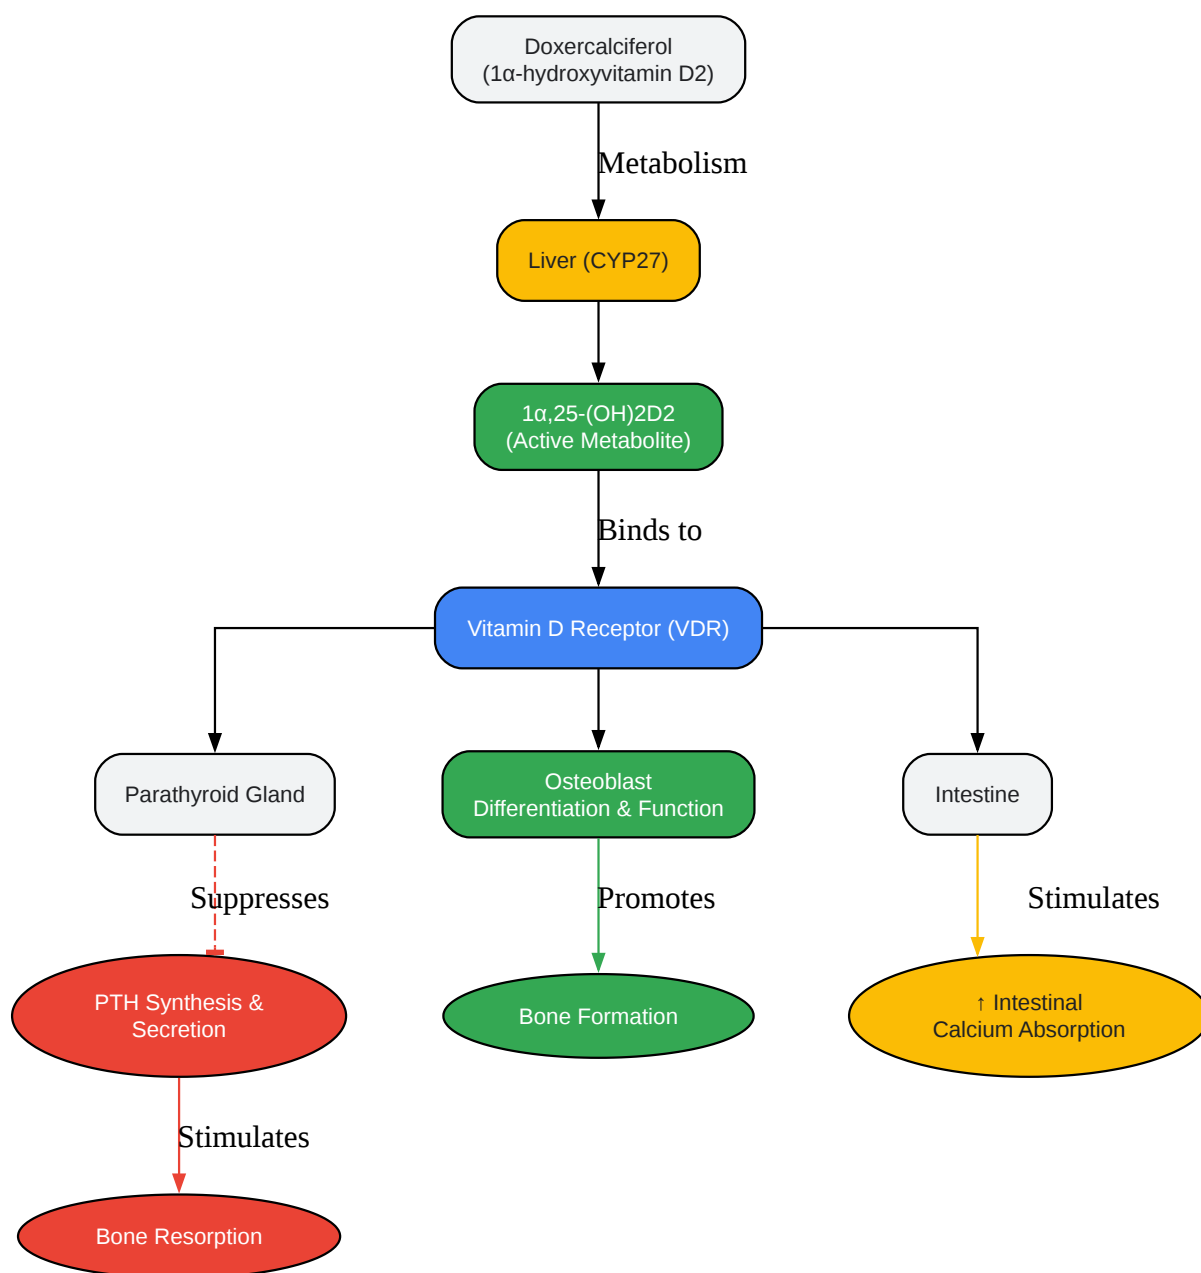 Doxercalciferol
(1α-hydroxyvitamin D2)
Metabolism
Liver (CYP27)
1α,25-(OH)2D2
(Active Metabolite)
Binds to
Vitamin D Receptor (VDR)
Parathyroid Gland
Osteoblast
Differentiation & Function
Intestine
Suppresses
Promotes
Stimulates
PTH Synthesis &
Secretion
Bone Formation
↑ Intestinal
Calcium Absorption
Stimulates
Bone Resorption